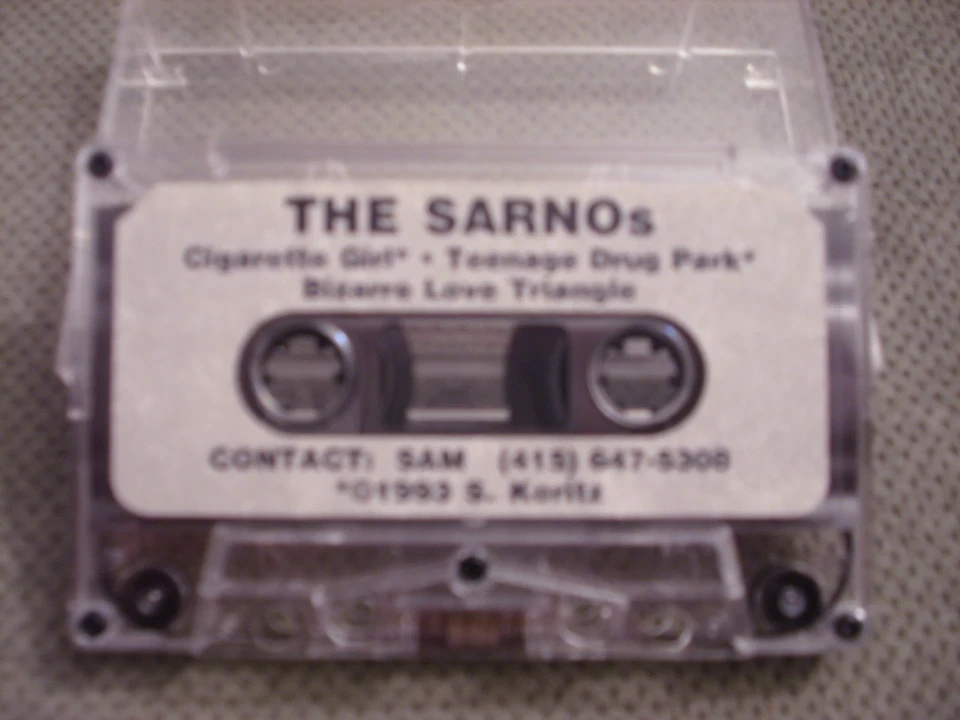 THE SARNOs
Cigarette Girl* • Teenage Drug Park*
Bizarre Love Triangle
CONTACT: SAM (415) 647-5308
*©1993 S. Koritz